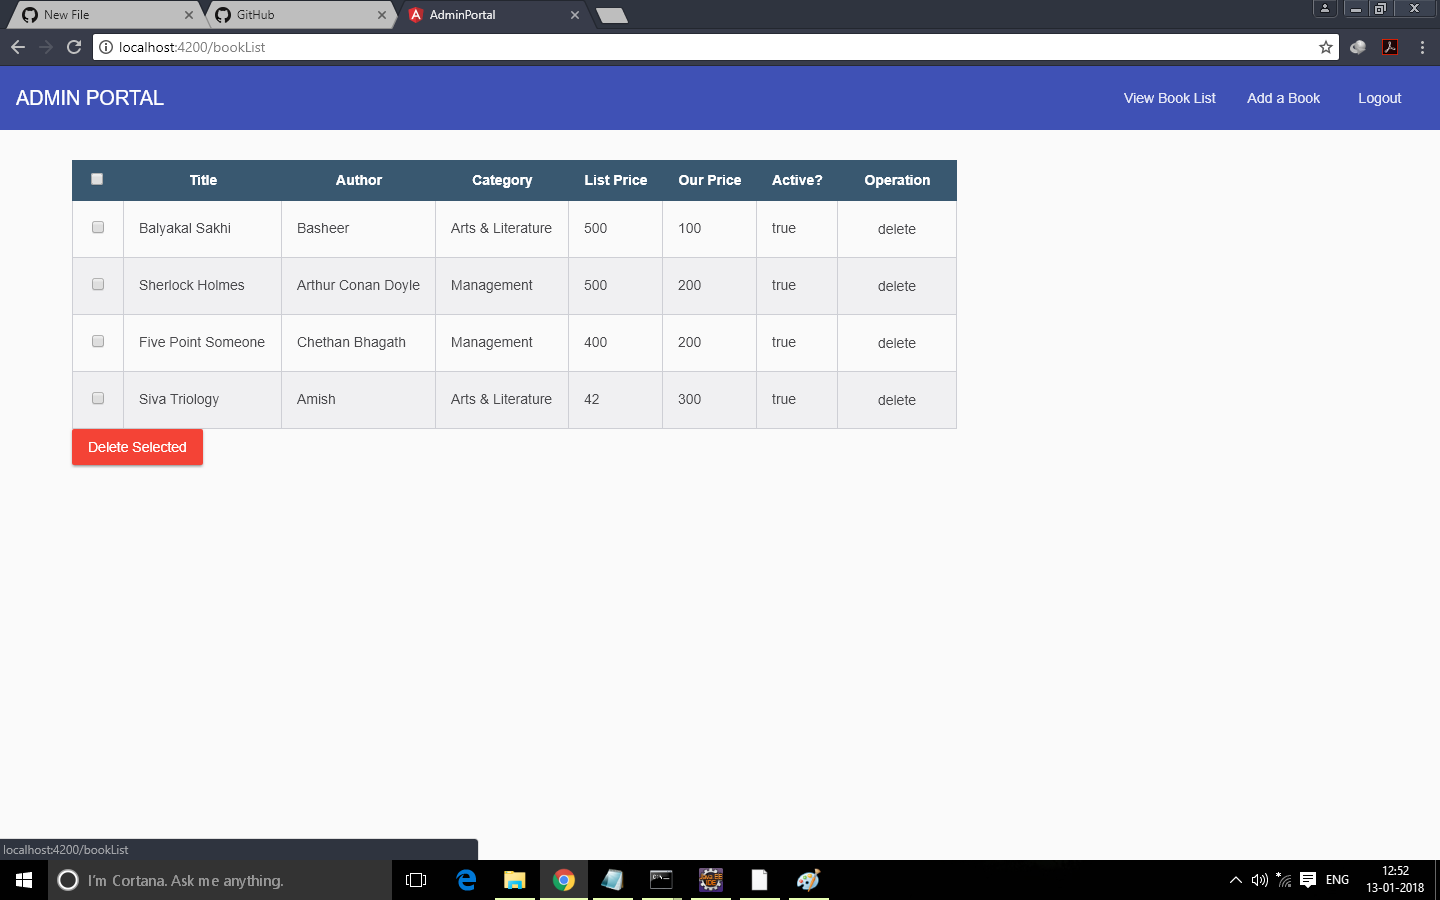 New File
GitHub
AdminPortal
localhost:4200/bookList
ADMIN PORTAL
View Book List Add a Book Logout
Title Author Category List Price Our Price Active? Operation
Balyakal Sakhi Basheer Arts & Literature 500 100 true delete
Sherlock Holmes Arthur Conan Doyle Management 500 200 true delete
Five Point Someone Chethan Bhagath Management 400 200 true delete
Siva Triology Amish Arts & Literature 42 300 true delete
Delete Selected
localhost:4200/bookList
I'm Cortana. Ask me anything.
ENG
12:52
13-01-2018